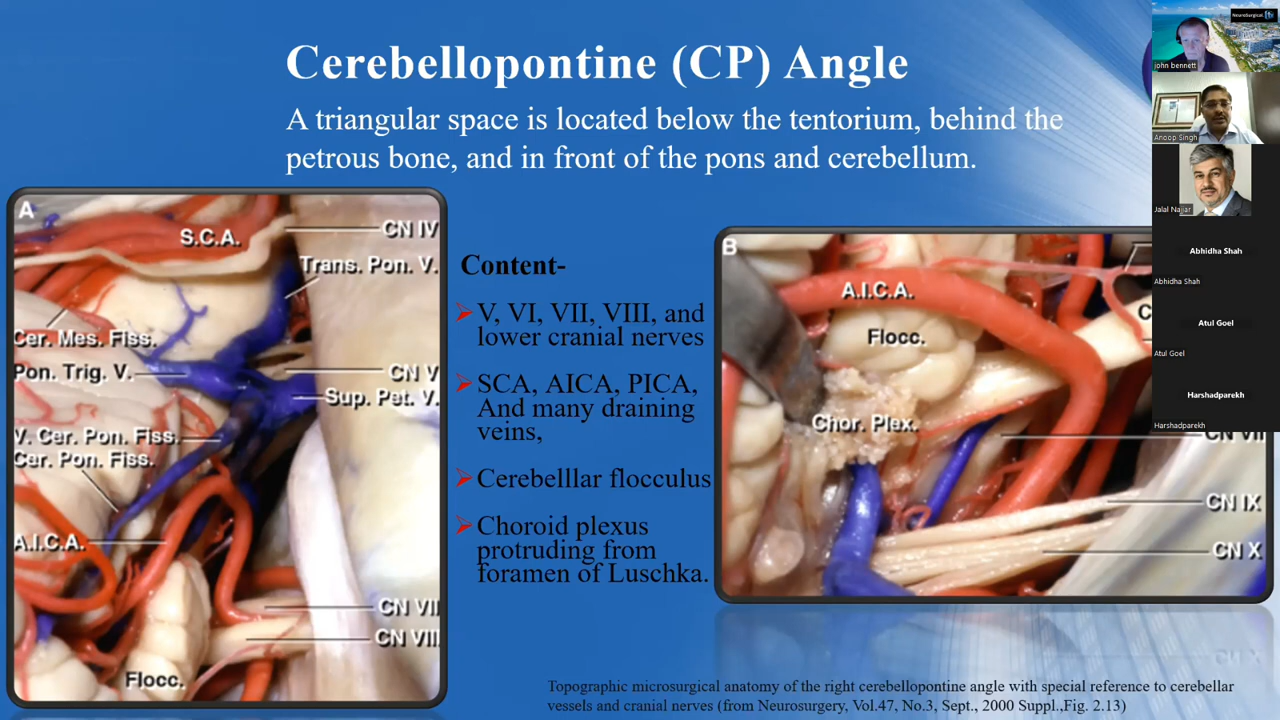 Cerebellopontine (CP) Angle
A triangular space is located below the tentorium, behind the
petrous bone, and in front of the pons and cerebellum.
A
S.C.A.
CN IV
Trans. Pon. V.
Cer. Mes. Fiss.
Pon. Trig V.
CN V
Sup. Pet. V.
V. Cer. Pon. Fiss.
Cer. Pon. Fiss.
A.I.C.A.
CN VII
CN VIII
Flocc.
Content-
V, VI, VII, VIII, and
lower cranial nerves
SCA, AICA, PICA,
And many draining
veins,
Cerebelllar flocculus
Choroid plexus
protruding from
foramen of Luschka.
B
A.I.C.A.
Flocc.
Chor. Plex.
C
CN VII
CN IX
CN X
Topographic microsurgical anatomy of the right cerebellopontine angle with special reference to cerebellar
vessels and cranial nerves (from Neurosurgery, Vol.47, No.3, Sept., 2000 Suppl.,Fig. 2.13)
john bennett
Anoop Singh
Jalal Najjar
Abhidha Shah
Abhidha Shah
Atul Goel
Atul Goel
Harshadparekh
Harshadparekh